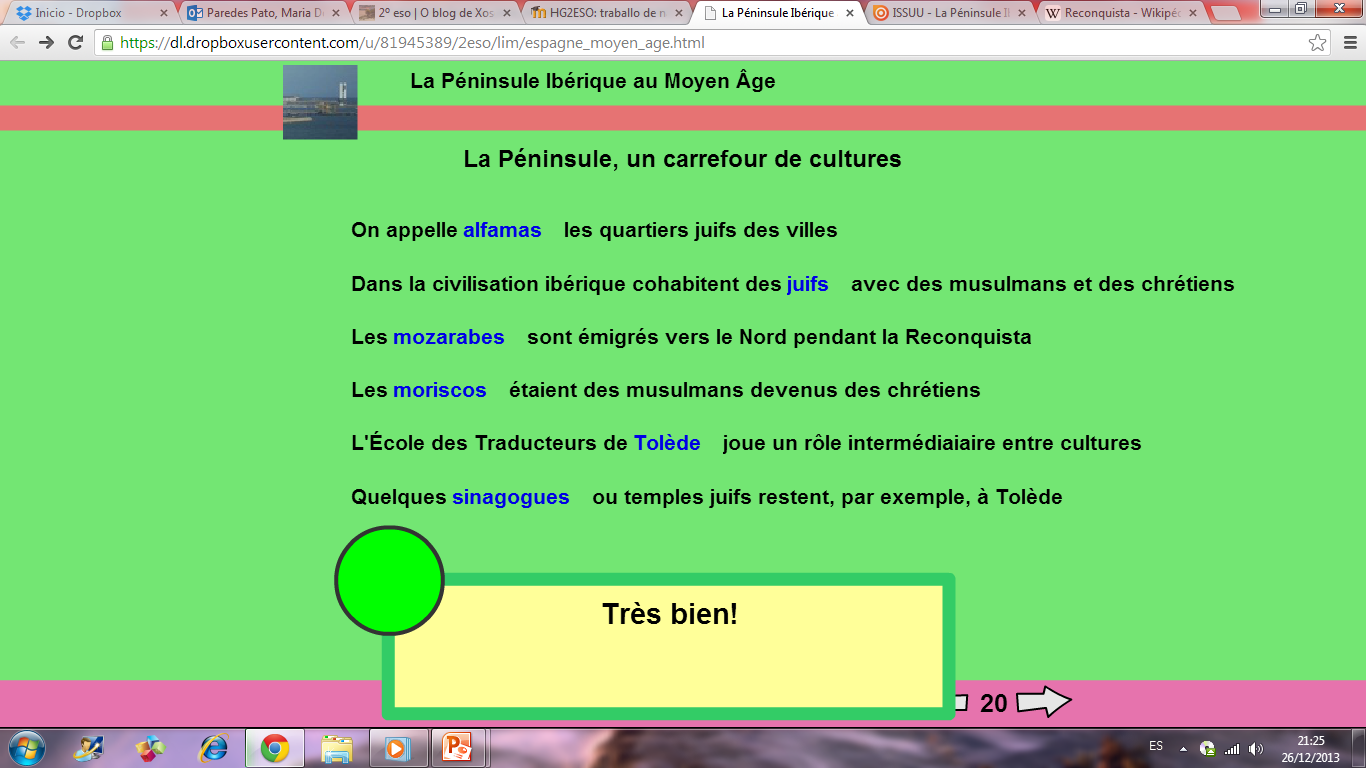 Inicio - Dropbox
Paredes Pato, Maria D
2º eso | O blog de Xos
HG2ESO: traballo de n
La Péninsule Ibérique
ISSUU - La Péninsule I
Reconquista - Wikipéd
https://dl.dropboxusercontent.com/u/81945389/2eso/lim/espagne_moyen_age.html
La Péninsule Ibérique au Moyen Âge
La Péninsule, un carrefour de cultures
On appelle alfamas les quartiers juifs des villes
Dans la civilisation ibérique cohabitent des juifs avec des musulmans et des chrétiens
Les mozarabes sont émigrés vers le Nord pendant la Reconquista
Les moriscos étaient des musulmans devenus des chrétiens
L'École des Traducteurs de Tolède joue un rôle intermédiaiaire entre cultures
Quelques sinagogues ou temples juifs restent, par exemple, à Tolède
Très bien!
20
ES
21:25
26/12/2013